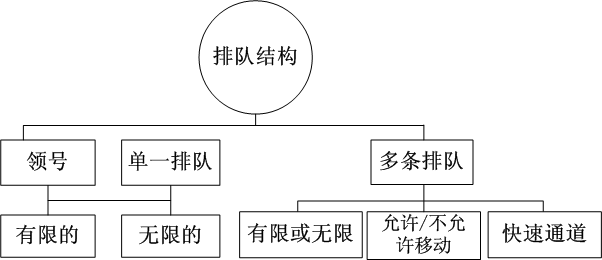 排队结构
领号
单一排队
多条排队
有限的
无限的
有限或无限
允许/不允
许移动
快速通道